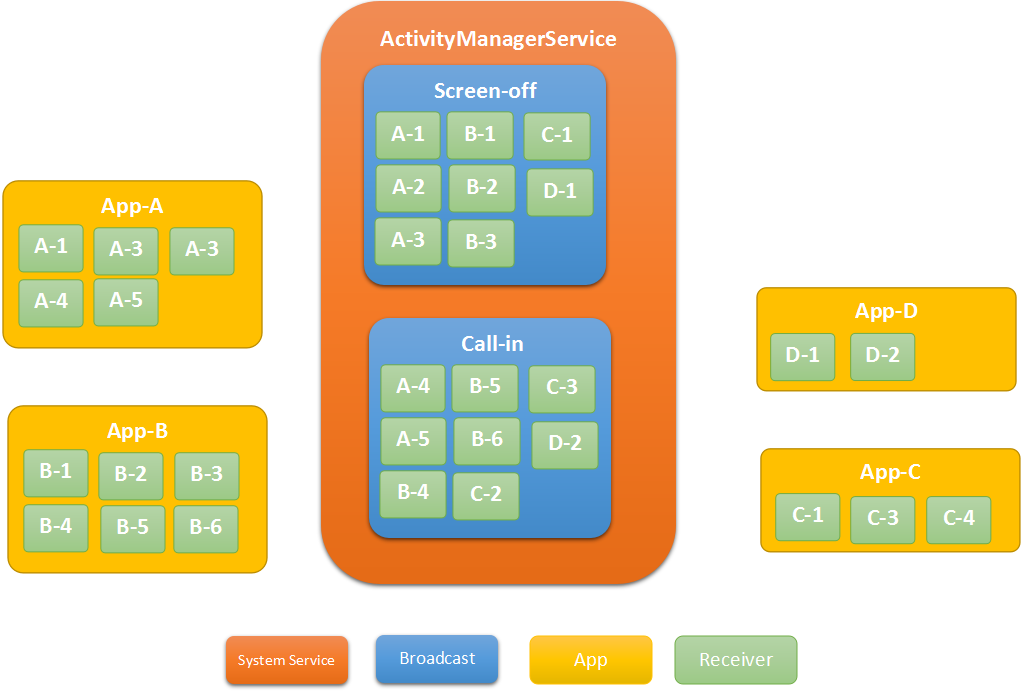 ActivityManagerService
Screen-off
A-1 B-1 C-1
A-2 B-2 D-1
A-3 B-3
Call-in
A-4 B-5 C-3
A-5 B-6 D-2
B-4 C-2
App-A
A-1 A-3 A-3
A-4 A-5
App-B
B-1 B-2 B-3
B-4 B-5 B-6
App-D
D-1 D-2
App-C
C-1 C-3 C-4
System Service
Broadcast
App
Receiver